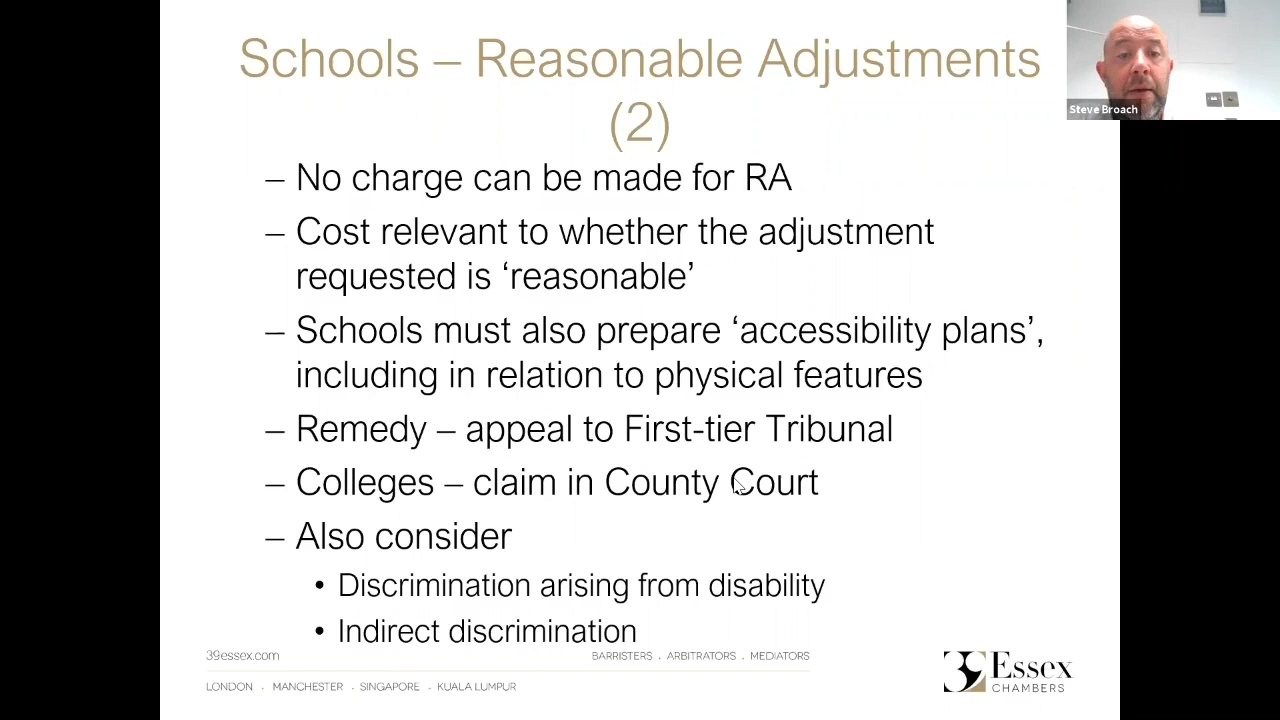 Schools – Reasonable Adjustments
(2)
Steve Broach
– No charge can be made for RA
– Cost relevant to whether the adjustment
requested is ‘reasonable’
– Schools must also prepare ‘accessibility plans’,
including in relation to physical features
– Remedy – appeal to First-tier Tribunal
– Colleges – claim in County Court
– Also consider
• Discrimination arising from disability
• Indirect discrimination
39essex.com
BARRISTERS . ARBITRATORS . MEDIATORS
LONDON . MANCHESTER . SINGAPORE . KUALA LUMPUR
39 Essex
CHAMBERS